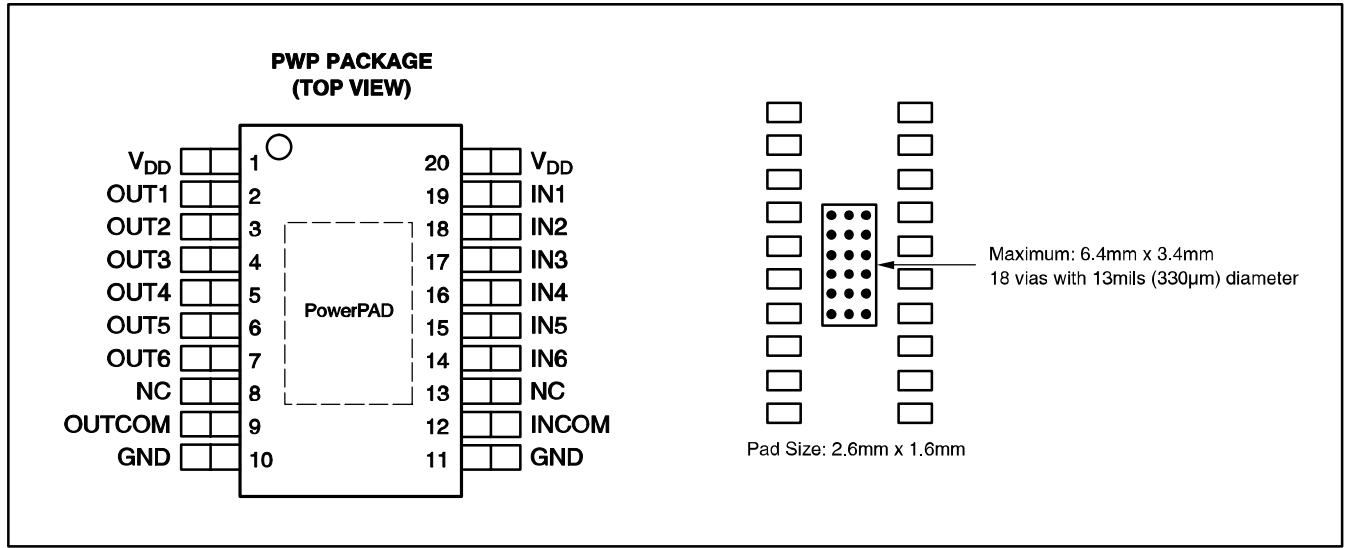 PWP PACKAGE
(TOP VIEW)
VDD 1 20 VDD
OUT1 2 19 IN1
OUT2 3 18 IN2
OUT3 4 17 IN3
OUT4 5 16 IN4
OUT5 6 15 IN5
OUT6 7 14 IN6
NC 8 13 NC
OUTCOM 9 12 INCOM
GND 10 11 GND
PowerPAD
Maximum: 6.4mm x 3.4mm
18 vias with 13mils (330μm) diameter
Pad Size: 2.6mm x 1.6mm